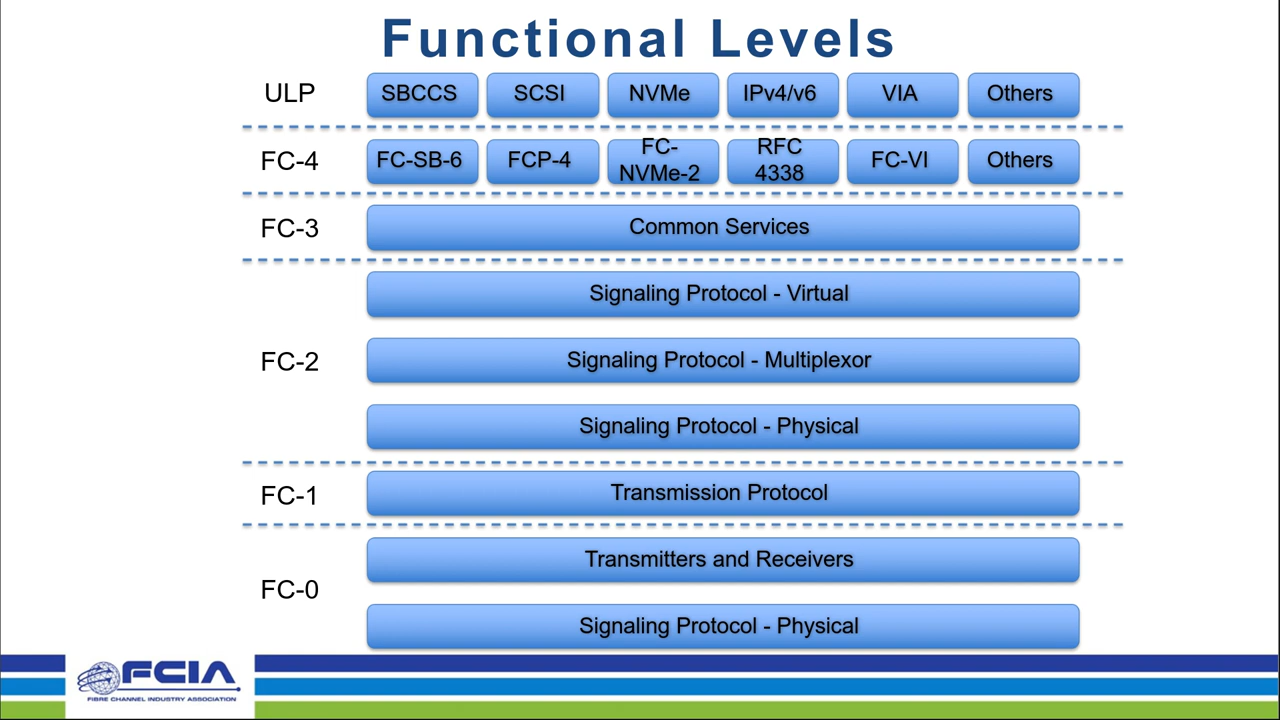 Functional Levels
ULP SBCCS SCSI NVMe IPv4/v6 VIA Others
FC-4 FC-SB-6 FCP-4 FC- NVMe-2 RFC 4338 FC-VI Others
FC-3 Common Services
Signaling Protocol - Virtual
FC-2 Signaling Protocol - Multiplexor
Signaling Protocol - Physical
FC-1 Transmission Protocol
Transmitters and Receivers
FC-0
Signaling Protocol - Physical
FCIA
FIBRE CHANNEL INDUSTRY ASSOCIATION